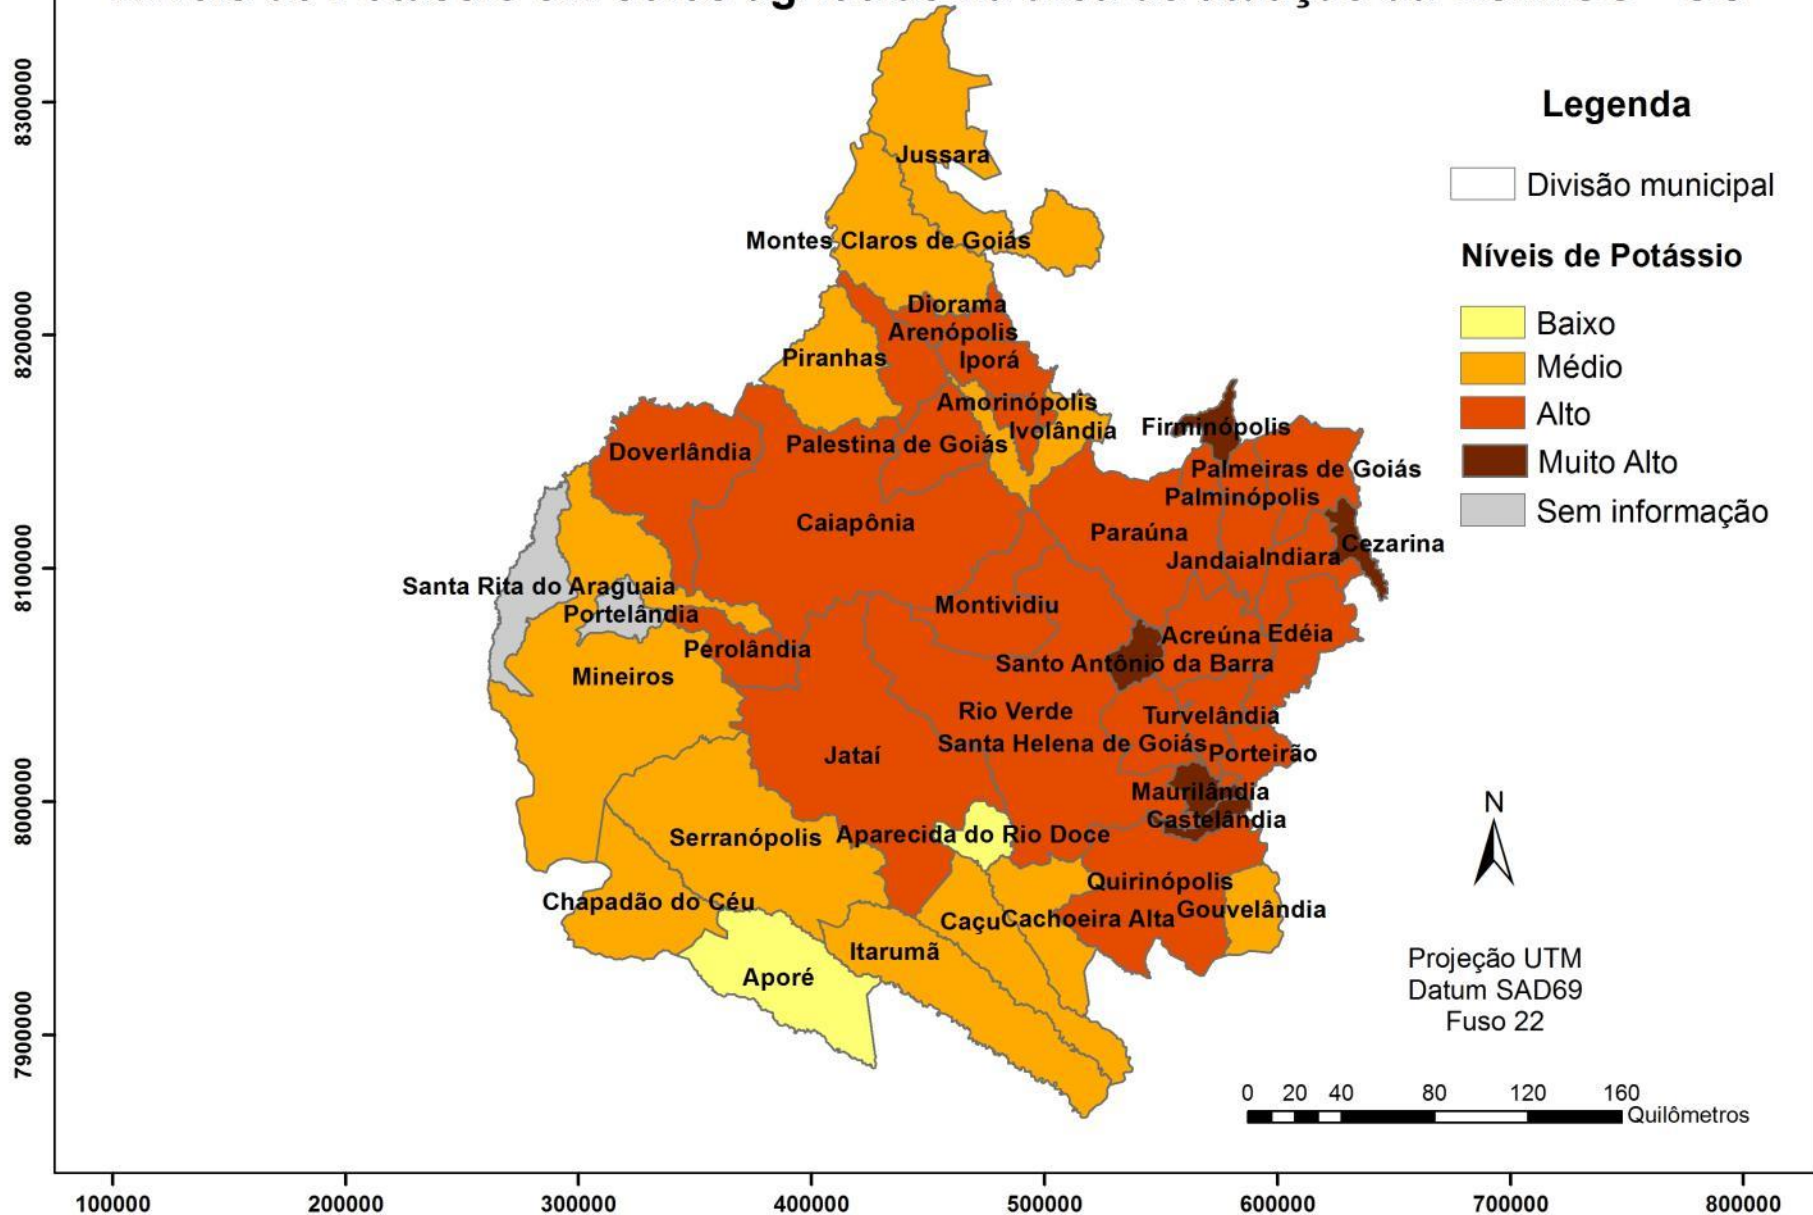 8300000
8200000
8100000
8000000
7900000
Jussara
Montes Claros de Goiás
Diorama
Arenópolis
Piranhas
Iporá
Amorinópolis
Ivolândia
Firminópolis
Doverlândia
Palestina de Goiás
Palmeiras de Goiás
Palminópolis
Caiapônia
Paraúna
Cezarina
Jandaia
Indiara
Santa Rita do Araguaia
Portelândia
Montividiu
Acreúna
Edéia
Perolândia
Santo Antônio da Barra
Mineiros
Rio Verde
Turvelândia
Santa Helena de Goiás
Porteirão
Jataí
Maurilândia
Castelândia
Serranópolis
Aparecida do Rio Doce
Quirinópolis
Chapadão do Céu
Caçu
Cachoeira Alta
Gouvelândia
Itarumã
Aporé
Legenda
Divisão municipal
Níveis de Potássio
Baixo
Médio
Alto
Muito Alto
Sem informação
N
Projeção UTM
Datum SAD69
Fuso 22
0 20 40 80 120 160
Quilômetros
100000 200000 300000 400000 500000 600000 700000 800000